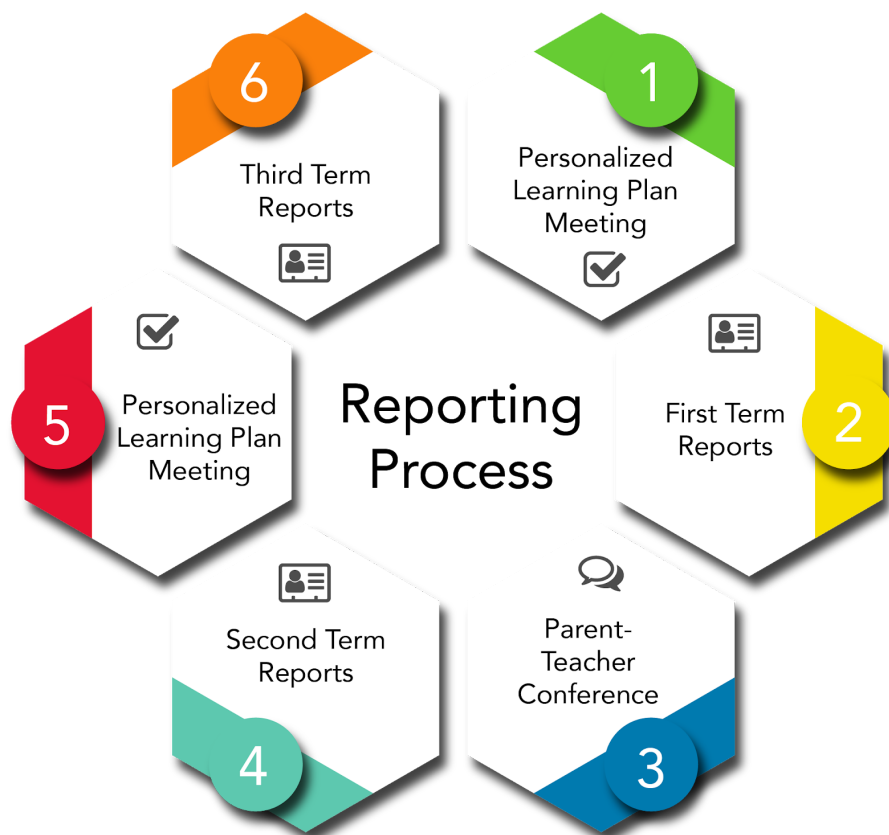 Reporting
Process
1
Personalized
Learning Plan
Meeting
2
First Term
Reports
3
Parent-
Teacher
Conference
4
Second Term
Reports
5
Personalized
Learning Plan
Meeting
6
Third Term
Reports